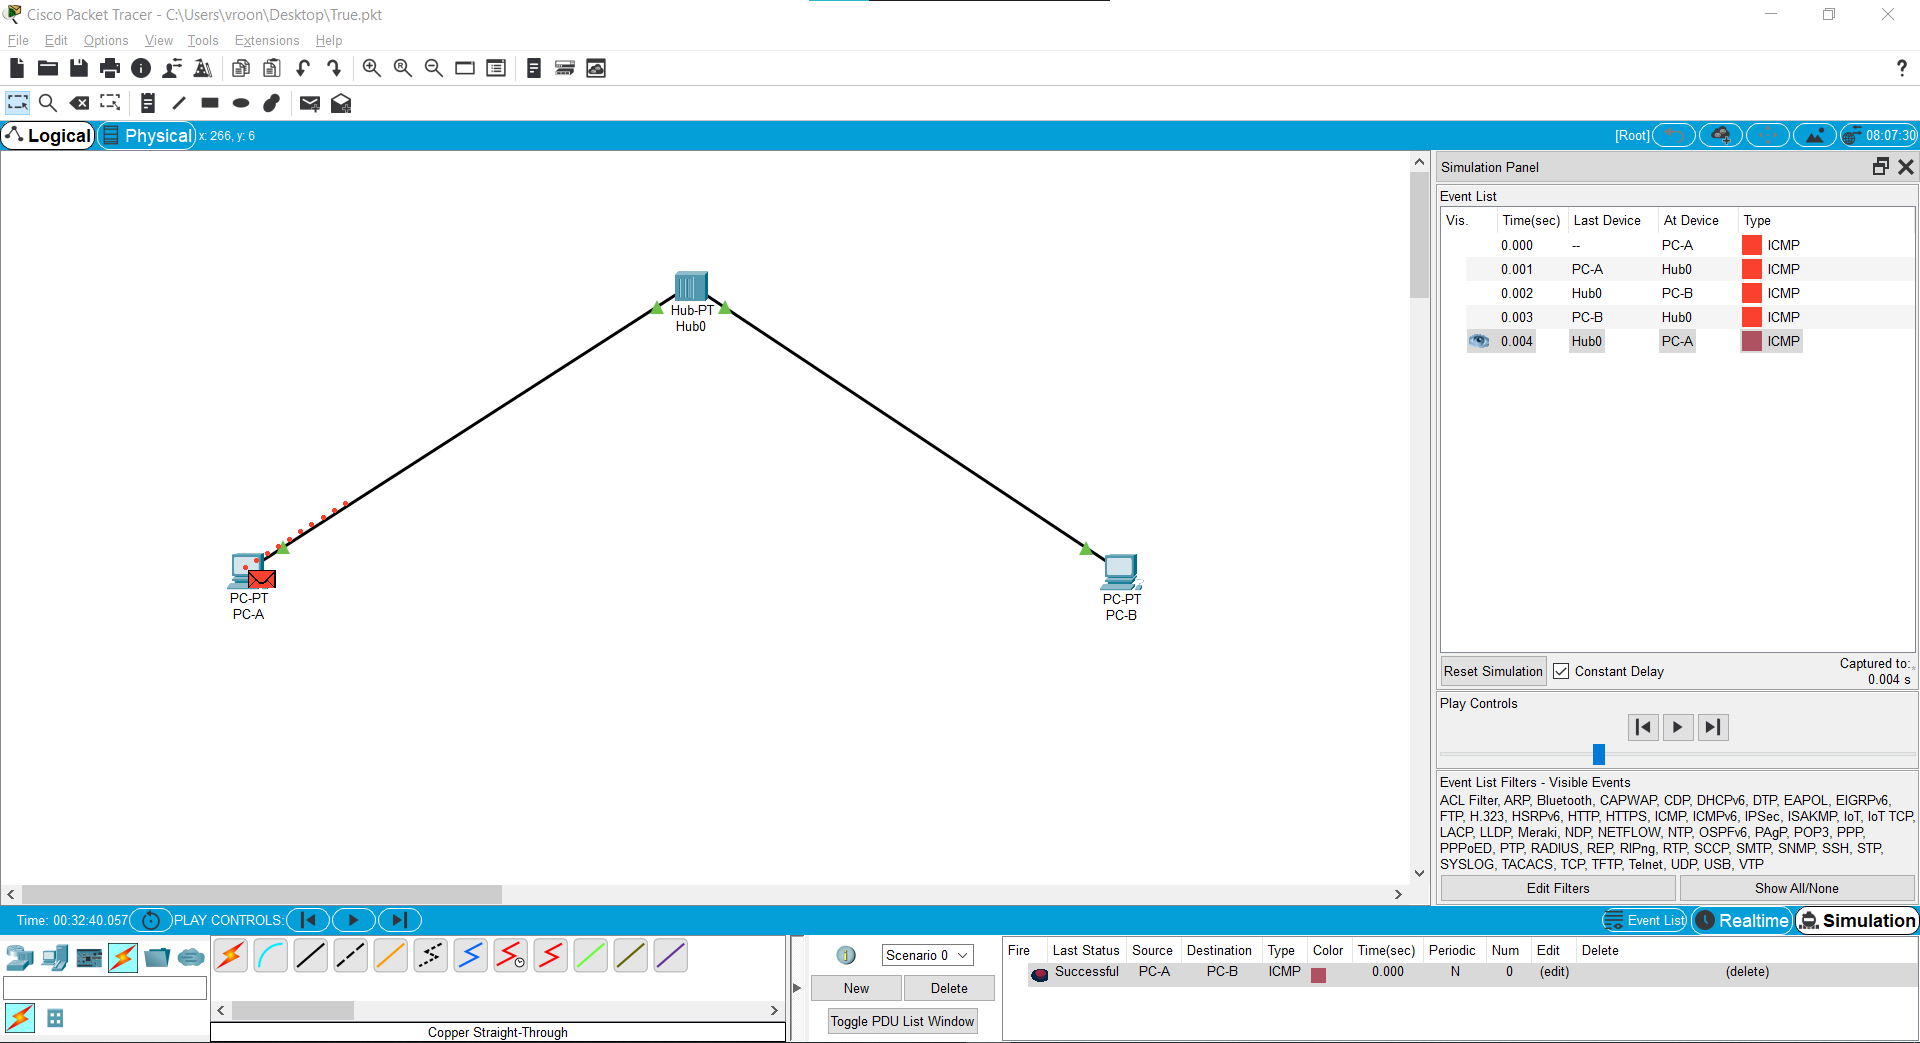 Cisco Packet Tracer - C:\Users\vroon\Desktop\True.pkt
File Edit Options View Tools Extensions Help
?
Logical Physical x: 266, y: 6 [Root] 08:07:30
Hub-PT
Hub0
PC-PT
PC-A
PC-PT
PC-B
Simulation Panel
Event List
Vis. Time(sec) Last Device At Device Type
0.000 -- PC-A ICMP
0.001 PC-A Hub0 ICMP
0.002 Hub0 PC-B ICMP
0.003 PC-B Hub0 ICMP
0.004 Hub0 PC-A ICMP
Reset Simulation Constant Delay Captured to:
0.004 s
Play Controls
Event List Filters - Visible Events
ACL Filter, ARP, Bluetooth, CAPWAP, CDP, DHCPv6, DTP, EAPOL, EIGRPv6,
FTP, H.323, HSRPv6, HTTP, HTTPS, ICMP, ICMPv6, IPSec, ISAKMP, IoT, IoT TCP,
LACP, LLDP, Meraki, NDP, NETFLOW, NTP, OSPFv6, PAgP, POP3, PPP,
PPPoED, PTP, RADIUS, REP, RIPng, RTP, SCCP, SMTP, SNMP, SSH, STP,
SYSLOG, TACACS, TCP, TFTP, Telnet, UDP, USB, VTP
Edit Filters Show All/None
Time: 00:32:40.057 PLAY CONTROLS: Event List Realtime Simulation
Scenario 0
New Delete
Toggle PDU List Window
Fire Last Status Source Destination Type Color Time(sec) Periodic Num Edit Delete
Successful PC-A PC-B ICMP 0.000 N 0 (edit) (delete)
Copper Straight-Through